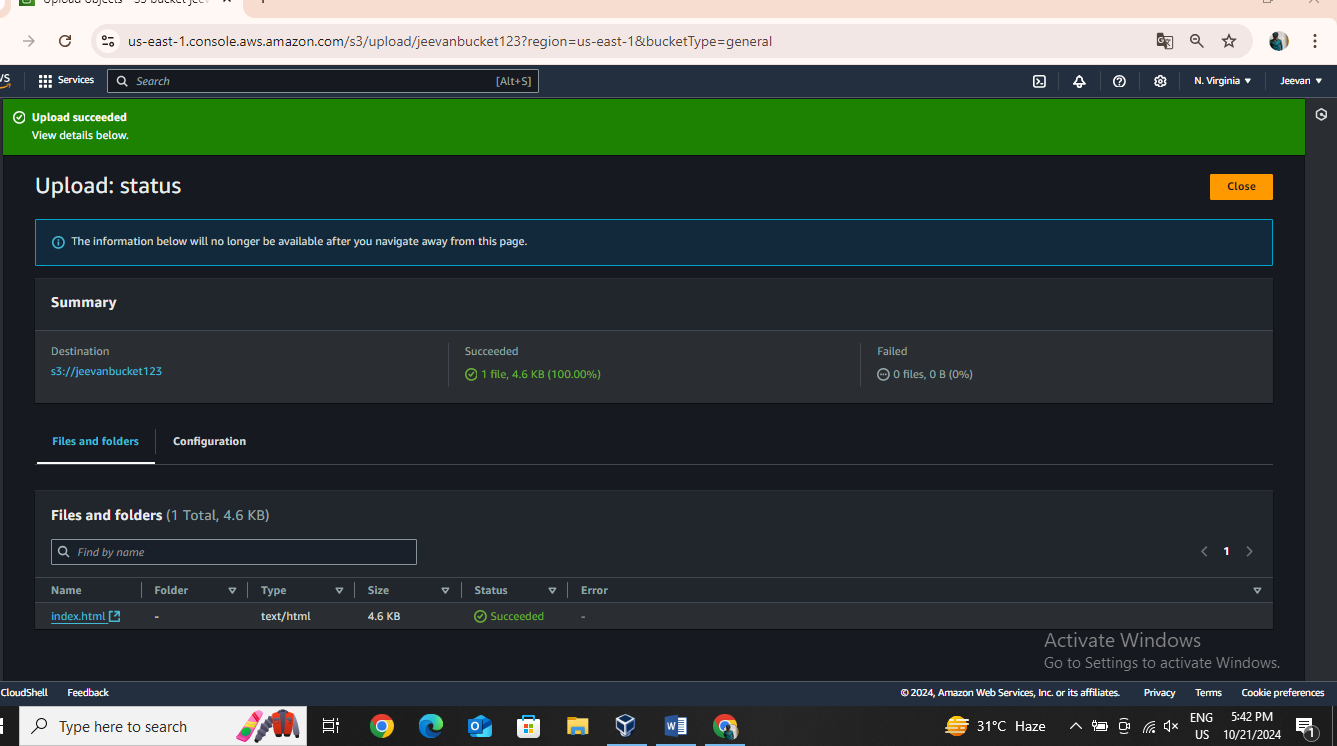 us-east-1.console.aws.amazon.com/s3/upload/jeevanbucket123?region=us-east-1&bucketType=general
Services
Search
[Alt+S]
N. Virginia
Jeevan
Upload succeeded
View details below.
Upload: status
Close
The information below will no longer be available after you navigate away from this page.
Summary
Destination
Succeeded
Failed
s3://jeevanbucket123
1 file, 4.6 KB (100.00%)
0 files, 0 B (0%)
Files and folders
Configuration
Files and folders (1 Total, 4.6 KB)
Find by name
1
Name
Folder
Type
Size
Status
Error
index.html
-
text/html
4.6 KB
Succeeded
-
Activate Windows
Go to Settings to activate Windows.
CloudShell
Feedback
© 2024, Amazon Web Services, Inc. or its affiliates.
Privacy
Terms
Cookie preferences
Type here to search
31°C Haze
ENG
US
5:42 PM
10/21/2024
1